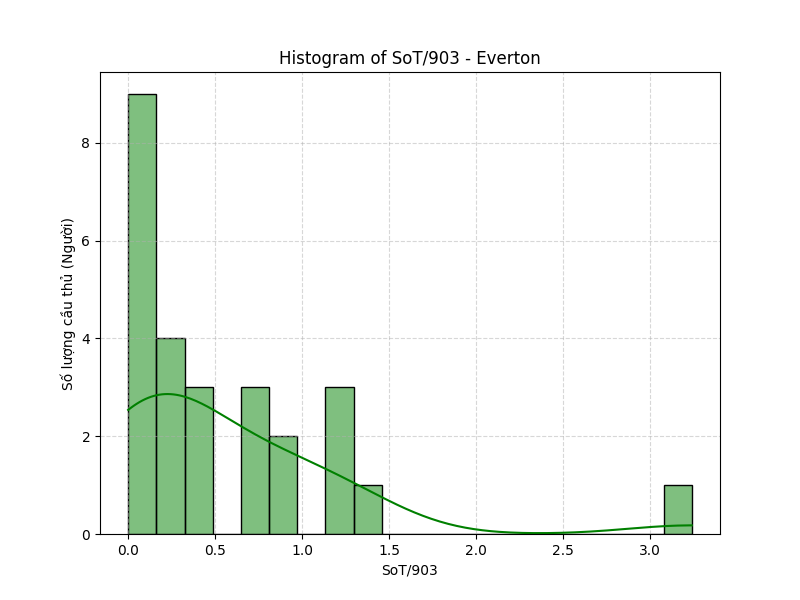 Histogram of SoT/903 - Everton
Số lượng cầu thủ (Người)
8
6
4
2
0
0.0 0.5 1.0 1.5 2.0 2.5 3.0
SoT/903